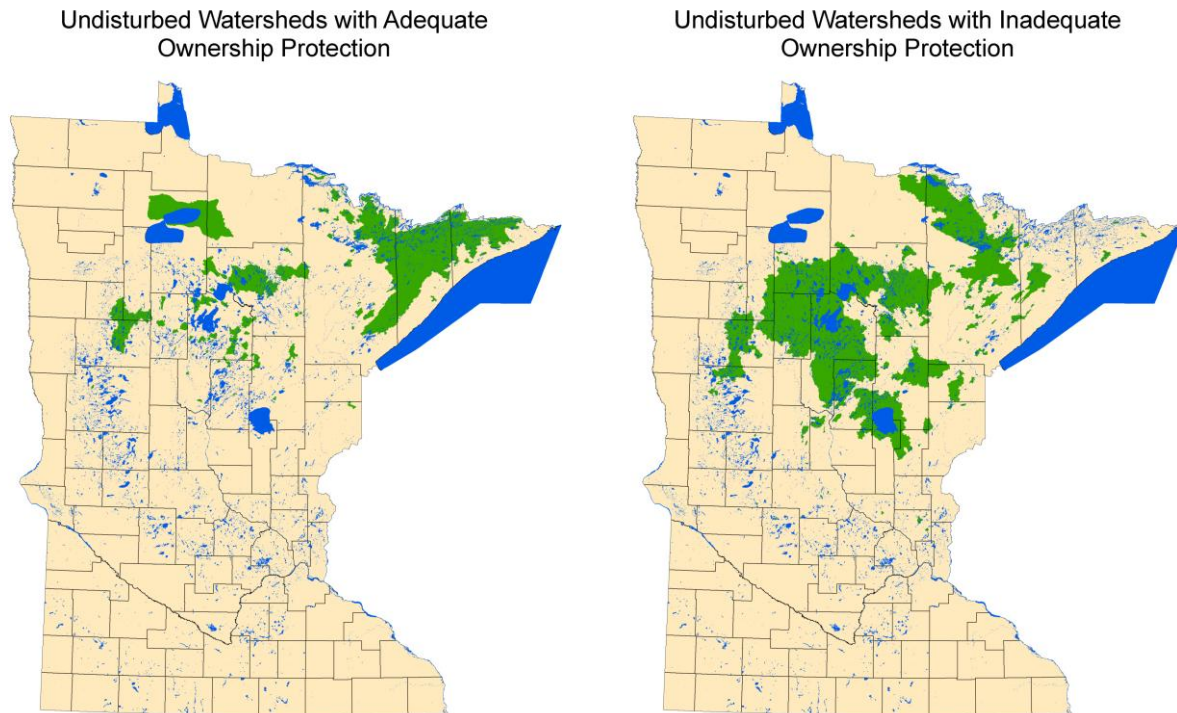 Undisturbed Watersheds with Adequate
Ownership Protection
Undisturbed Watersheds with Inadequate
Ownership Protection